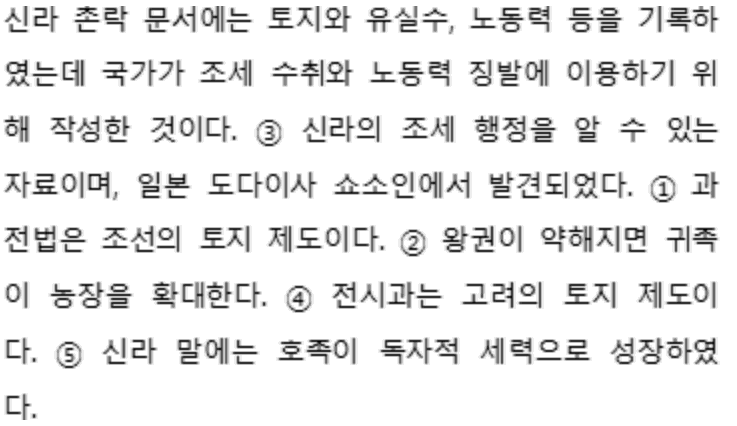 신라 촌락 문서에는 토지와 유실수, 노동력 등을 기록하
였는데 국가가 조세 수취와 노동력 징발에 이용하기 위
해 작성한 것이다. ③ 신라의 조세 행정을 알 수 있는
자료이며, 일본 도다이사 쇼소인에서 발견되었다. ① 과
전법은 조선의 토지 제도이다. ② 왕권이 약해지면 귀족
이 농장을 확대한다. ④ 전시과는 고려의 토지 제도이
다. ⑤ 신라 말에는 호족이 독자적 세력으로 성장하였
다.